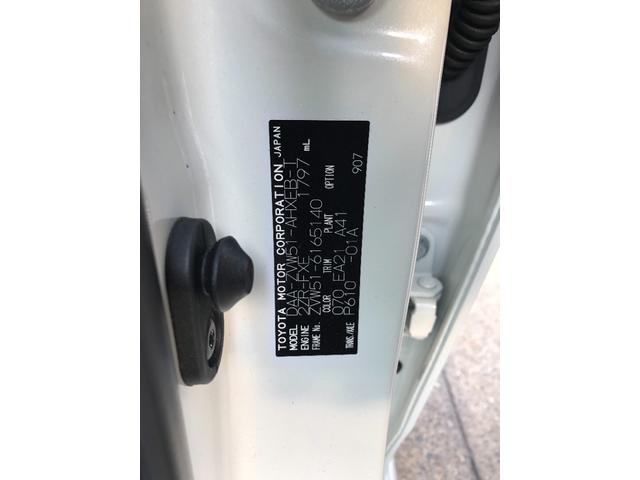 TOYOTA MOTOR CORPORATION JAPAN
MODEL DAA-ZVW51-AHXEB-T
ENGINE 2ZR-FXE 1797 mL
FRAME No. ZVW51-6165140
COLOR TRIM PLANT OPTION
070 EA21 A41
TRANS./AXLE P610 / -01A 907